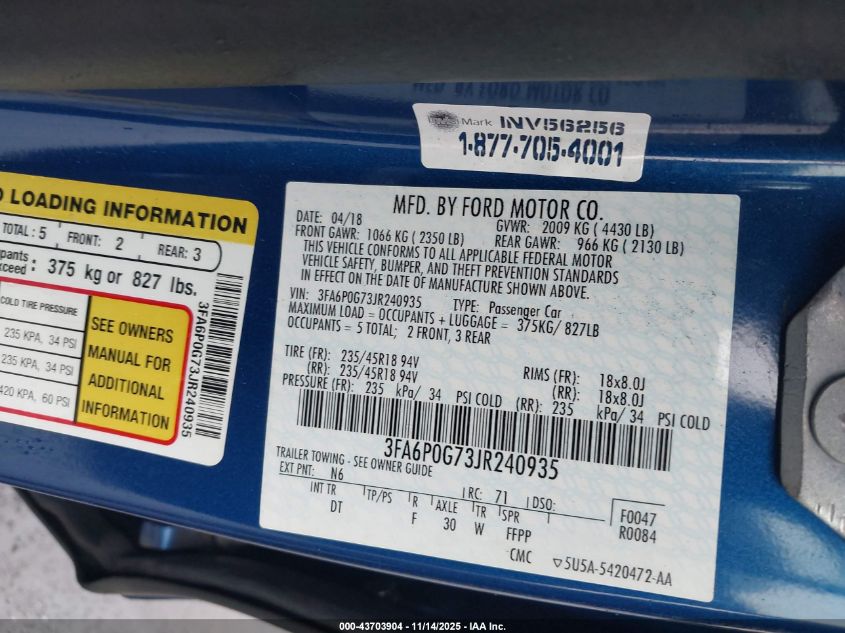 Mark INV56256
1-877-705-4001
LOADING INFORMATION
TOTAL: 5 FRONT: 2 REAR: 3
375 kg or 827 lbs.
COLD TIRE PRESSURE
235 KPA, 34 PSI
235 KPA, 34 PSI
420 KPA, 60 PSI
SEE OWNERS
MANUAL FOR
ADDITIONAL
INFORMATION
3FA6P0G73JR240935
MFD. BY FORD MOTOR CO.
DATE: 04/18 GVWR: 2009 KG ( 4430 LB)
FRONT GAWR: 1066 KG ( 2350 LB) REAR GAWR: 966 KG ( 2130 LB)
THIS VEHICLE CONFORMS TO ALL APPLICABLE FEDERAL MOTOR
VEHICLE SAFETY, BUMPER, AND THEFT PREVENTION STANDARDS
IN EFFECT ON THE DATE OF MANUFACTURE SHOWN ABOVE.
VIN: 3FA6P0G73JR240935 TYPE: Passenger Car
MAXIMUM LOAD = OCCUPANTS + LUGGAGE = 375KG/ 827LB
OCCUPANTS = 5 TOTAL; 2 FRONT, 3 REAR
TIRE (FR): 235/45R18 94V RIMS (FR): 18x8.0J
(RR): 235/45R18 94V (RR): 18x8.0J
PRESSURE (FR): 235 kPa/ 34 PSI COLD (RR): 235 kPa/ 34 PSI COLD
3FA6P0G73JR240935
TRAILER TOWING - SEE OWNER GUIDE
EXT PNT: N6 RC: 71 DSO: F0047
INT TR TP/PS R AXLE TR SPR R0084
DT F 30 W FFPP
CMC ▽5U5A-5420472-AA
000-43703904 - 11/14/2025 - IAA Inc.